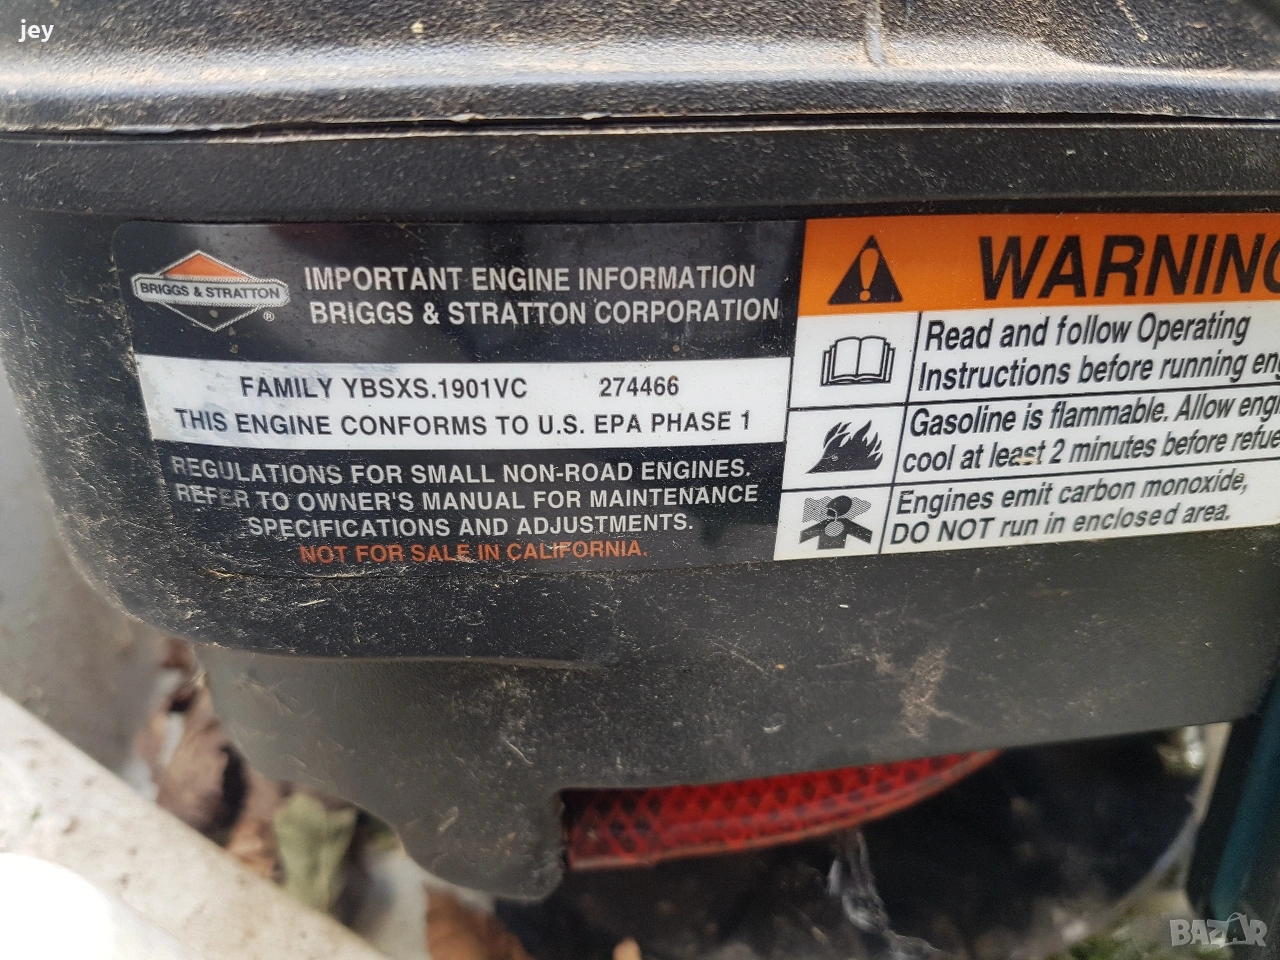 jey
BRIGGS & STRATTON
®
IMPORTANT ENGINE INFORMATION
BRIGGS & STRATTON CORPORATION
FAMILY YBSXS.1901VC 274466
THIS ENGINE CONFORMS TO U.S. EPA PHASE 1
REGULATIONS FOR SMALL NON-ROAD ENGINES.
REFER TO OWNER'S MANUAL FOR MAINTENANCE
SPECIFICATIONS AND ADJUSTMENTS.
NOT FOR SALE IN CALIFORNIA.
WARNING
Read and follow Operating
Instructions before running eng
Gasoline is flammable. Allow engi
cool at least 2 minutes before refue
Engines emit carbon monoxide,
DO NOT run in enclosed area.
BAZAR